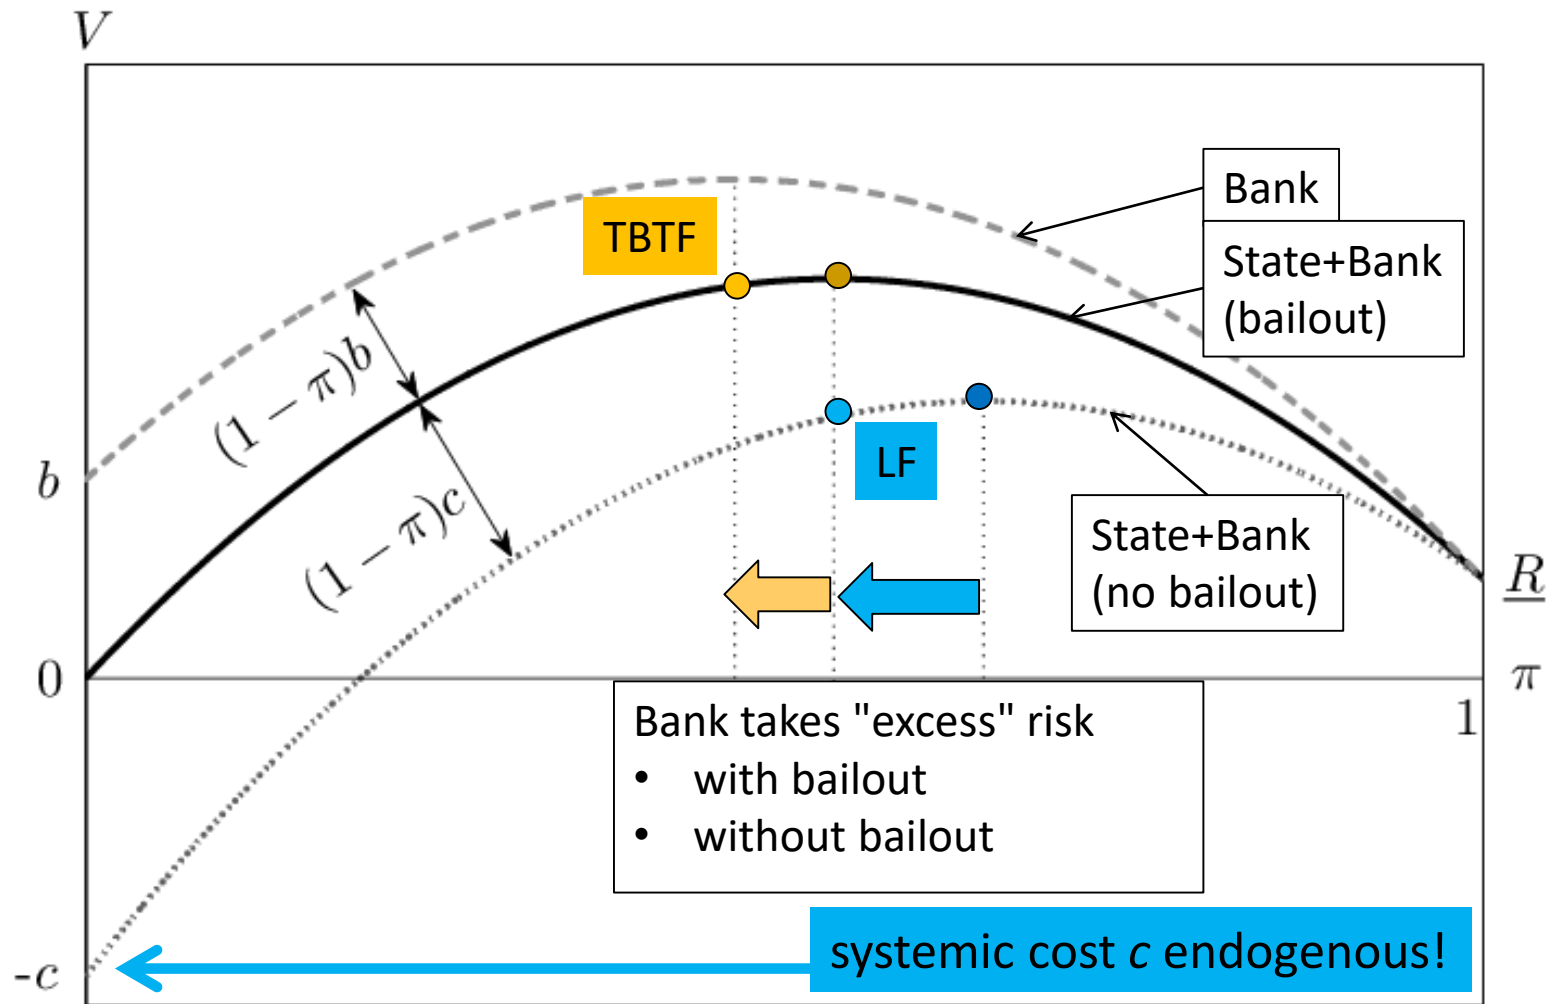 V
Bank
TBTF
State+Bank
(bailout)
(1 − π)b
b
LF
(1 − π)c
State+Bank
(no bailout)
R
0
π
1
Bank takes "excess" risk
• with bailout
• without bailout
systemic cost c endogenous!
-c